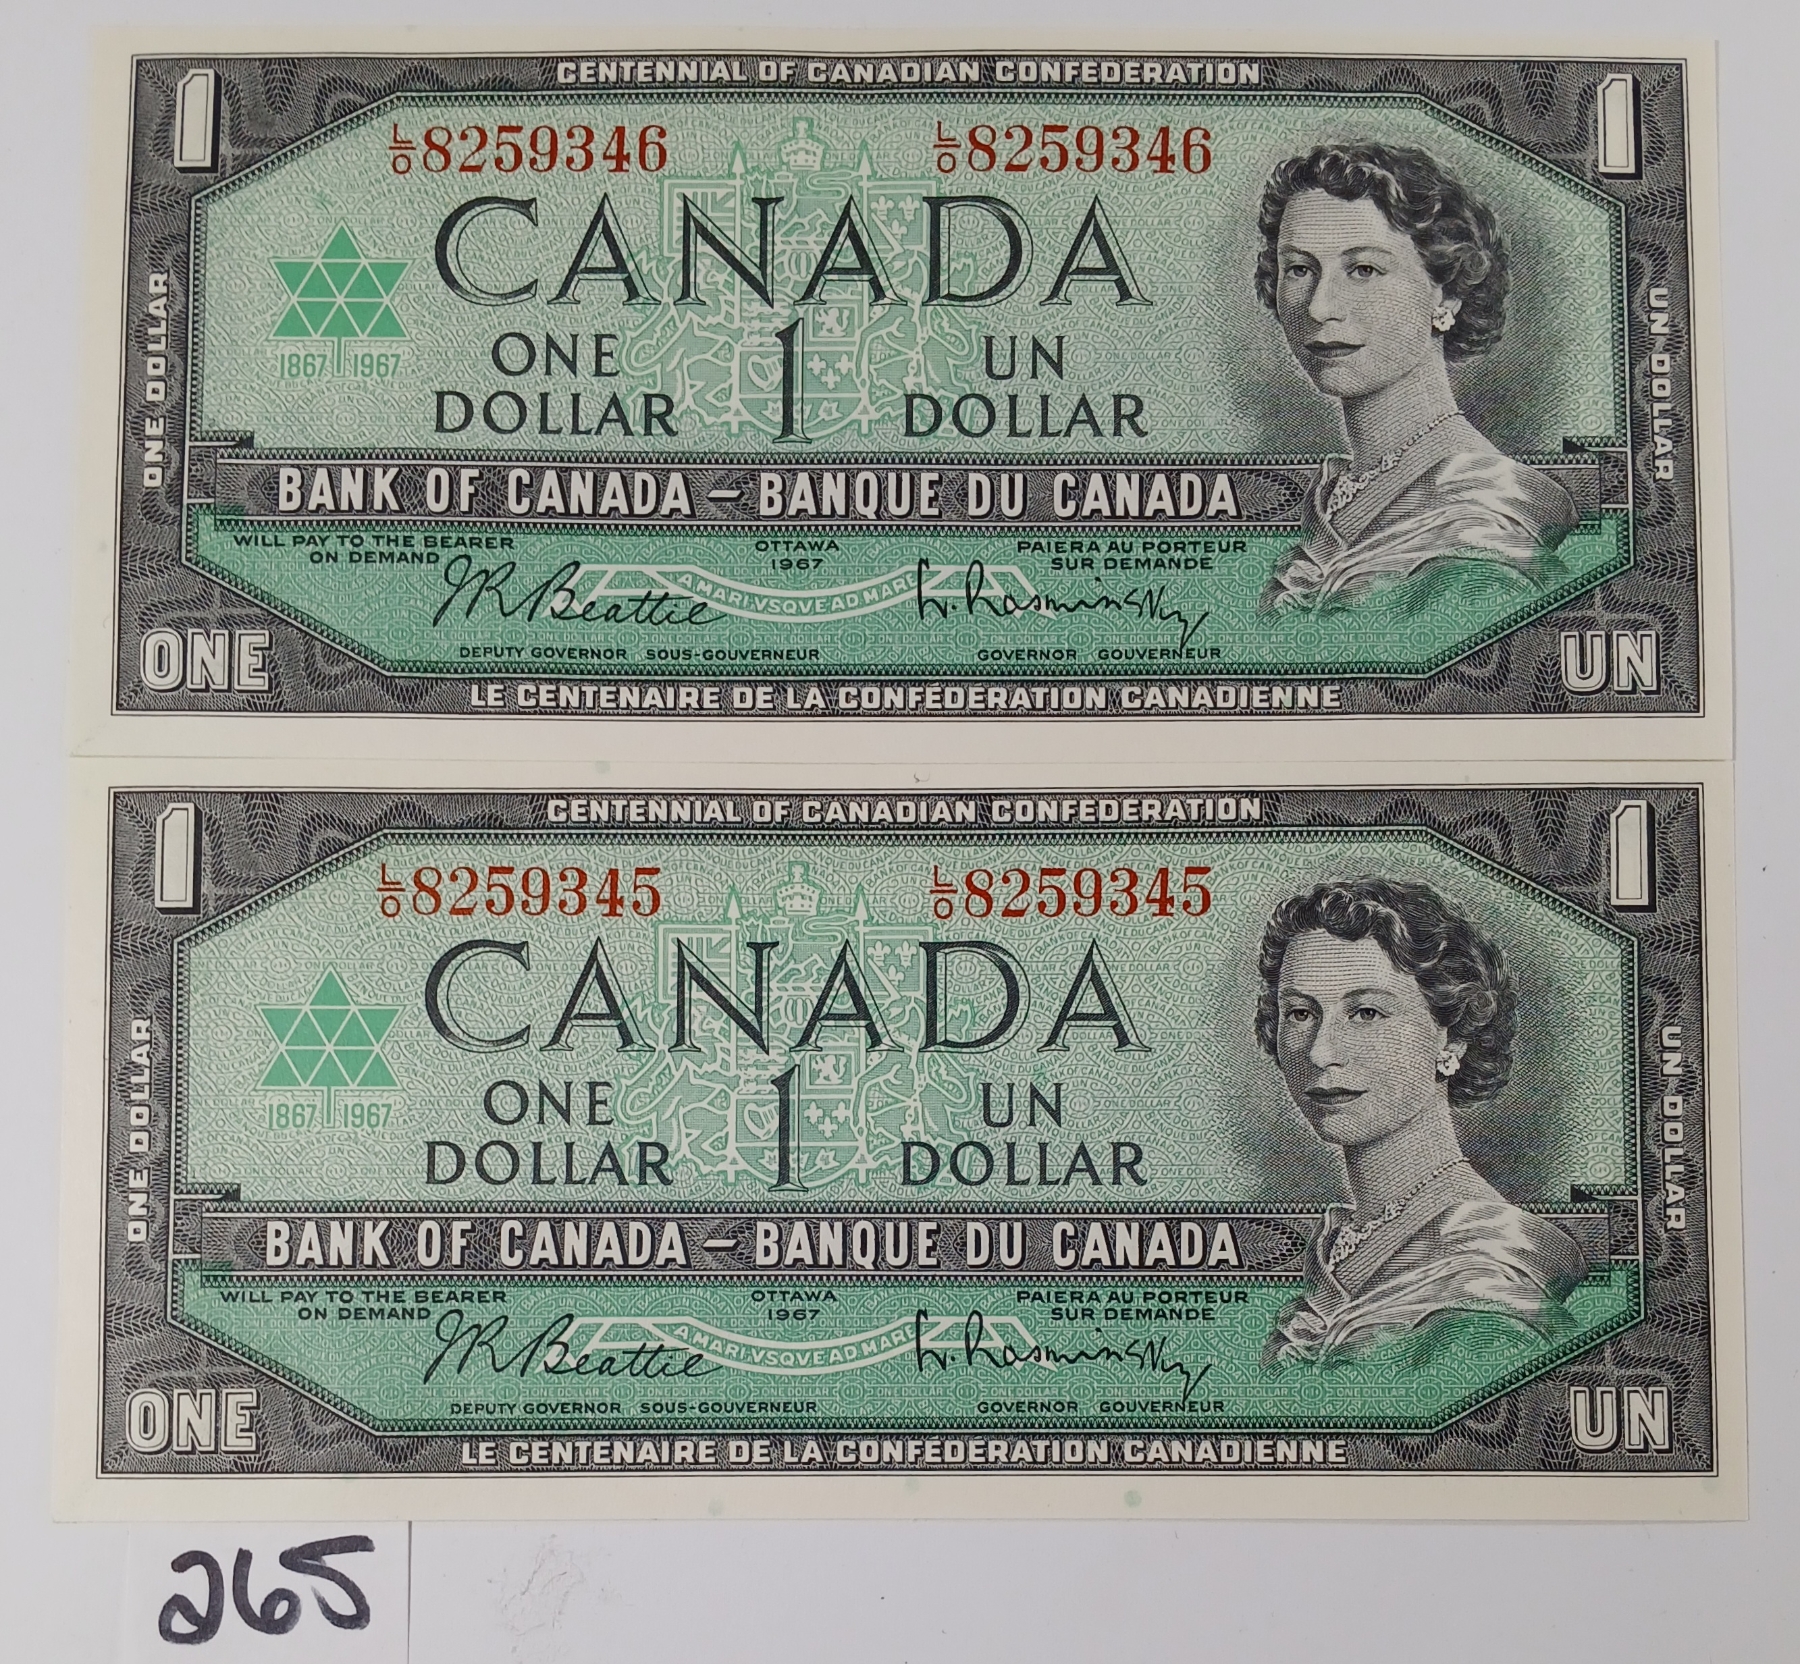 CENTENNIAL OF CANADIAN CONFEDERATION
1 1
L/O 8259346 L/O 8259346
CANADA
1867 1967
ONE DOLLAR 1 UN DOLLAR
ONE DOLLAR
UN DOLLAR
BANK OF CANADA – BANQUE DU CANADA
WILL PAY TO THE BEARER ON DEMAND
OTTAWA 1967
PAIERA AU PORTEUR SUR DEMANDE
JR Beattie
A MARI VSQVE AD MARE
L. Rasminsky
DEPUTY GOVERNOR SOUS-GOUVERNEUR
GOVERNOR GOUVERNEUR
ONE UN
LE CENTENAIRE DE LA CONFÉDÉRATION CANADIENNE
CENTENNIAL OF CANADIAN CONFEDERATION
1 1
L/O 8259345 L/O 8259345
CANADA
1867 1967
ONE DOLLAR 1 UN DOLLAR
ONE DOLLAR
UN DOLLAR
BANK OF CANADA – BANQUE DU CANADA
WILL PAY TO THE BEARER ON DEMAND
OTTAWA 1967
PAIERA AU PORTEUR SUR DEMANDE
JR Beattie
A MARI VSQVE AD MARE
L. Rasminsky
DEPUTY GOVERNOR SOUS-GOUVERNEUR
GOVERNOR GOUVERNEUR
ONE UN
LE CENTENAIRE DE LA CONFÉDÉRATION CANADIENNE
265